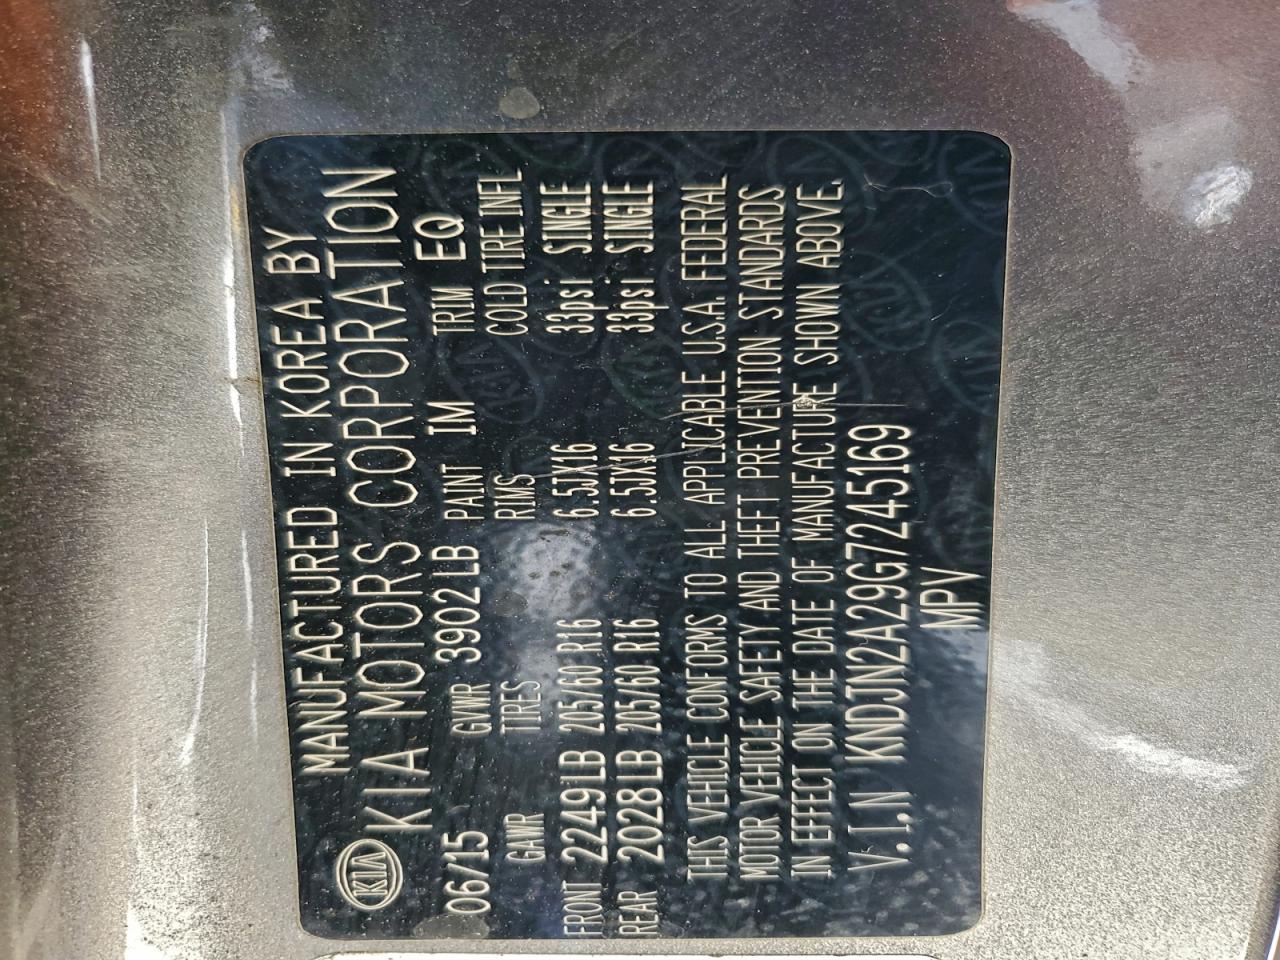 MANUFACTURED IN KOREA BY
KIA KIA MOTORS CORPORATION
06/15 GVWR 3902LB PAINT IM TRIM EQ
GAWR TIRES RIMS COLD TIRE INFL
FRONT 2249LB 205/60 R16 6.5JX16 33psi SINGLE
REAR 2028LB 205/60 R16 6.5JX16 33psi SINGLE
THIS VEHICLE CONFORMS TO ALL APPLICABLE U.S.A. FEDERAL
MOTOR VEHICLE SAFETY AND THEFT PREVENTION STANDARDS
IN EFFECT ON THE DATE OF MANUFACTURE SHOWN ABOVE.
V.I.N KNDJN2A29G7245169
MPV